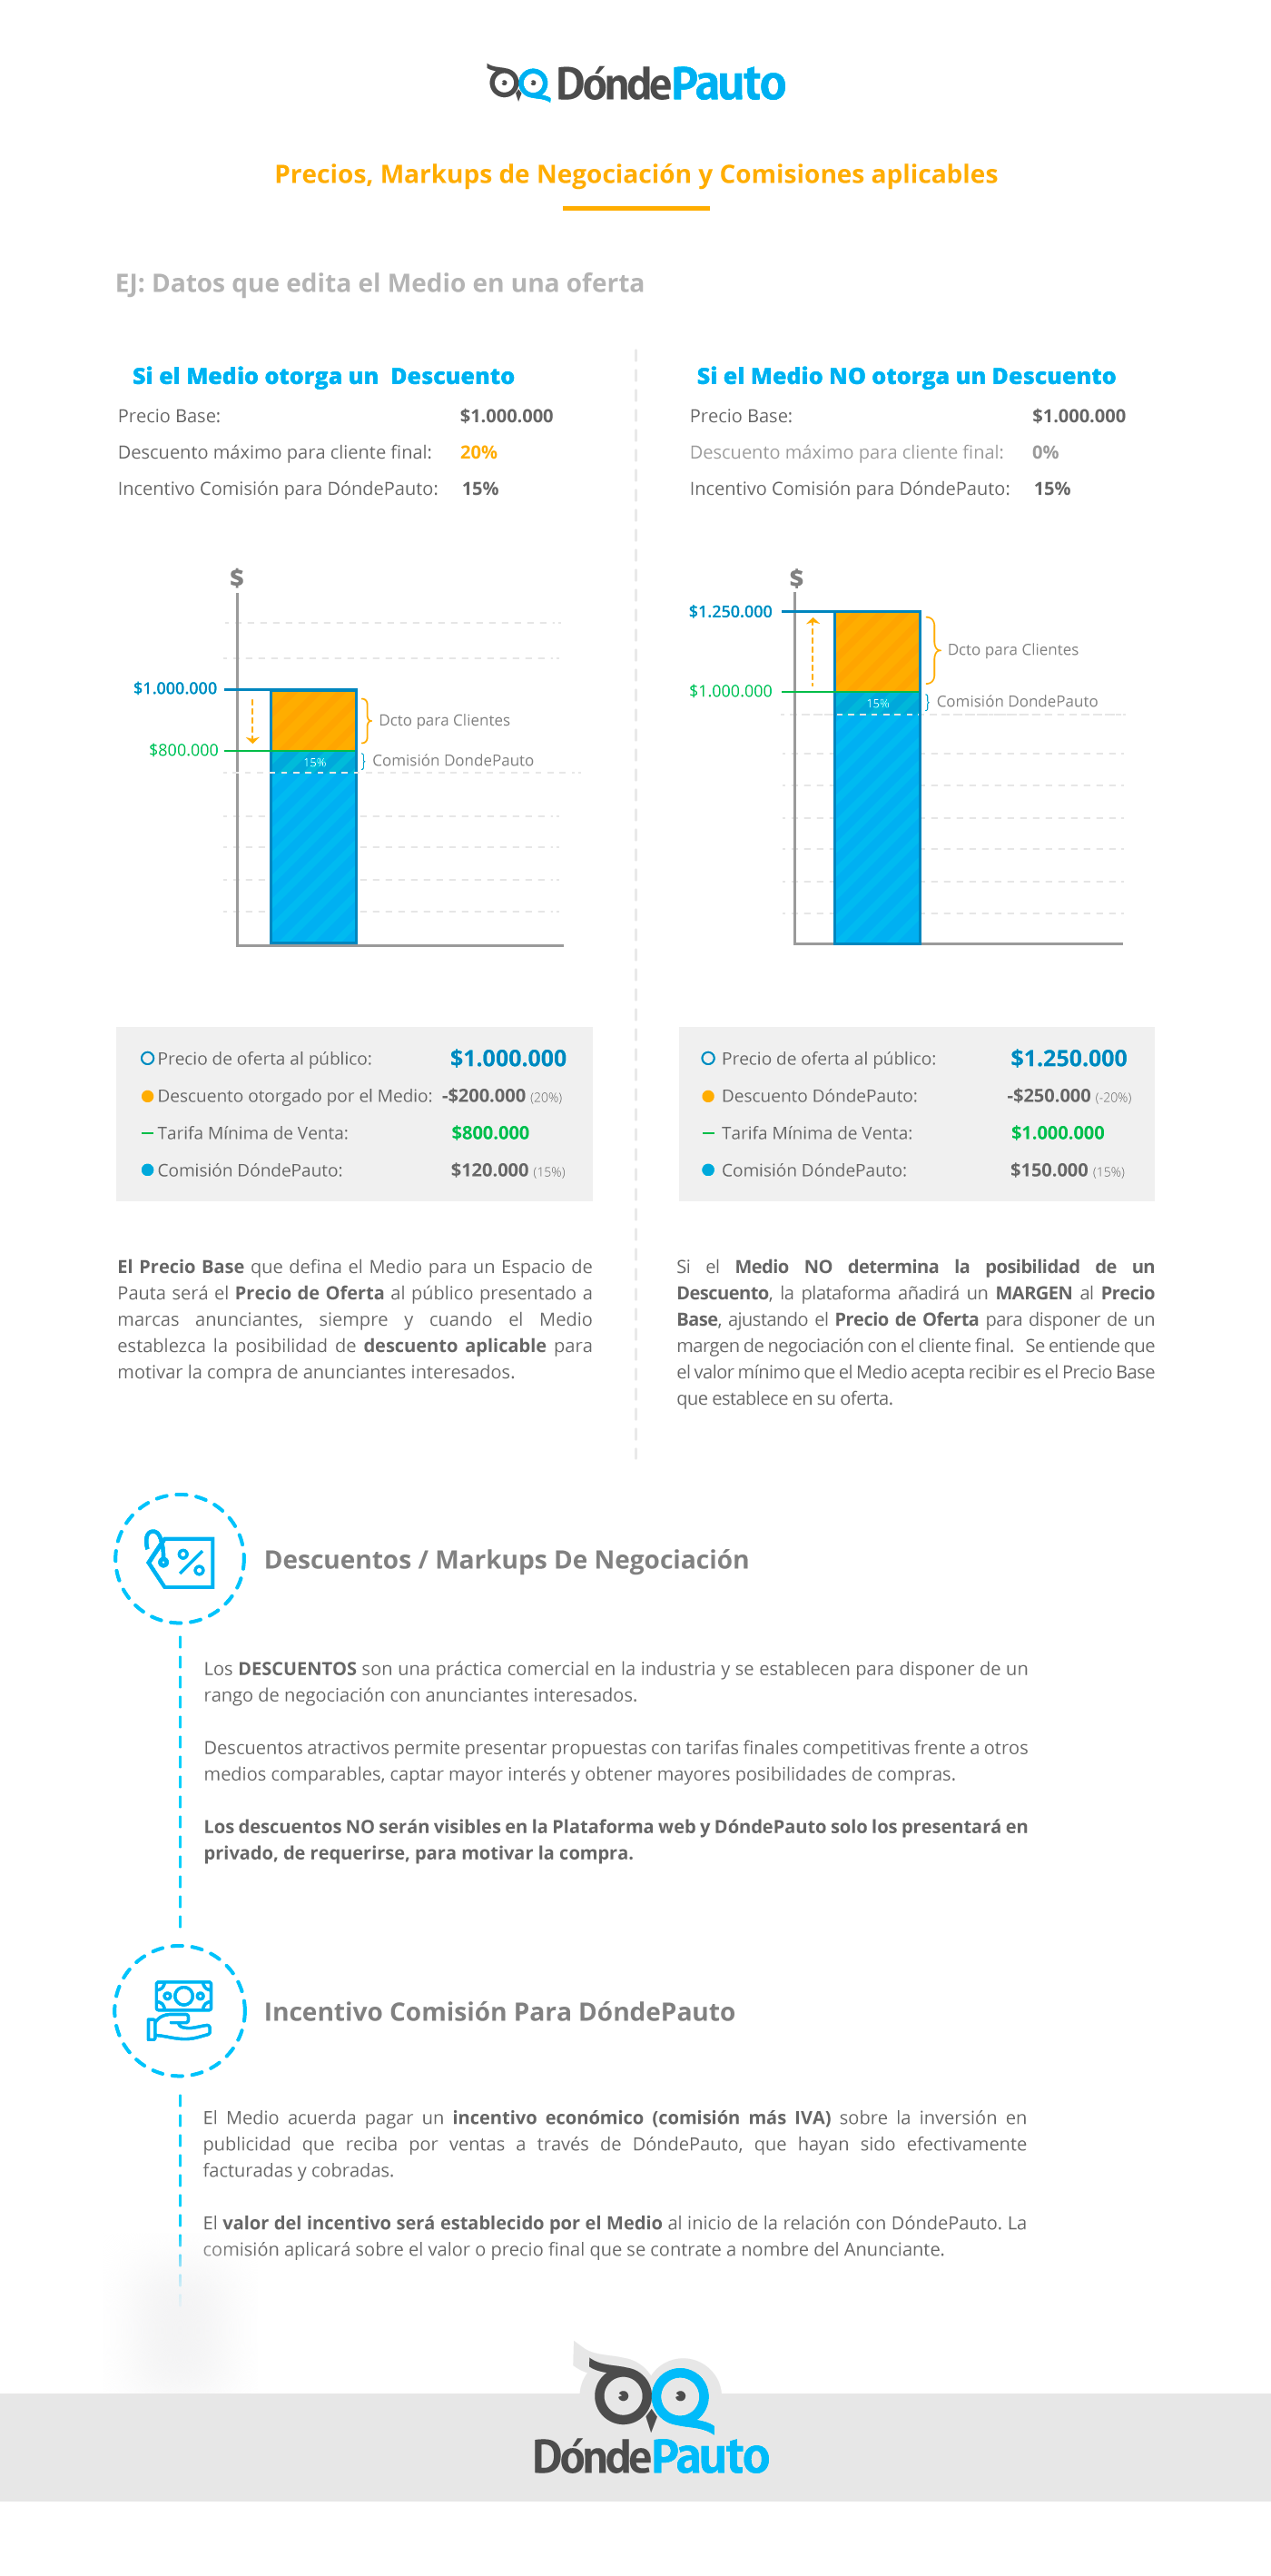 DóndePauto
Precios, Markups de Negociación y Comisiones aplicables
EJ: Datos que edita el Medio en una oferta
Si el Medio otorga un Descuento
Precio Base: $1.000.000
Descuento máximo para cliente final: 20%
Incentivo Comisión para DóndePauto: 15%
$
$1.000.000
Dcto para Clientes
$800.000
15%
Comisión DondePauto
Precio de oferta al público: $1.000.000
Descuento otorgado por el Medio: -$200.000 (20%)
Tarifa Mínima de Venta: $800.000
Comisión DóndePauto: $120.000 (15%)
El Precio Base que defina el Medio para un Espacio de
Pauta será el Precio de Oferta al público presentado a
marcas anunciantes, siempre y cuando el Medio
establezca la posibilidad de descuento aplicable para
motivar la compra de anunciantes interesados.
Si el Medio NO otorga un Descuento
Precio Base: $1.000.000
Descuento máximo para cliente final: 0%
Incentivo Comisión para DóndePauto: 15%
$
$1.250.000
Dcto para Clientes
$1.000.000
15%
Comisión DondePauto
Precio de oferta al público: $1.250.000
Descuento DóndePauto: -$250.000 (-20%)
Tarifa Mínima de Venta: $1.000.000
Comisión DóndePauto: $150.000 (15%)
Si el Medio NO determina la posibilidad de un
Descuento, la plataforma añadirá un MARGEN al Precio
Base, ajustando el Precio de Oferta para disponer de un
margen de negociación con el cliente final. Se entiende que
el valor mínimo que el Medio acepta recibir es el Precio Base
que establece en su oferta.
Descuentos / Markups De Negociación
Los DESCUENTOS son una práctica comercial en la industria y se establecen para disponer de un
rango de negociación con anunciantes interesados.
Descuentos atractivos permite presentar propuestas con tarifas finales competitivas frente a otros
medios comparables, captar mayor interés y obtener mayores posibilidades de compras.
Los descuentos NO serán visibles en la Plataforma web y DóndePauto solo los presentará en
privado, de requerirse, para motivar la compra.
Incentivo Comisión Para DóndePauto
El Medio acuerda pagar un incentivo económico (comisión más IVA) sobre la inversión en
publicidad que reciba por ventas a través de DóndePauto, que hayan sido efectivamente
facturadas y cobradas.
El valor del incentivo será establecido por el Medio al inicio de la relación con DóndePauto. La
comisión aplicará sobre el valor o precio final que se contrate a nombre del Anunciante.
DóndePauto